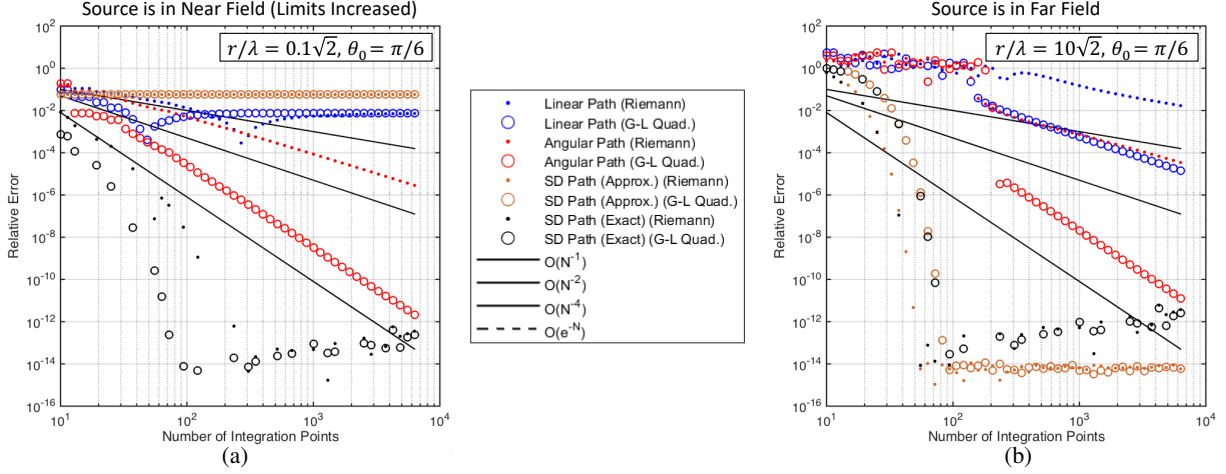 Source is in Near Field (Limits Increased)
r/λ = 0.1√2, θ₀ = π/6
10²
10⁰
10⁻²
10⁻⁴
10⁻⁶
10⁻⁸
10⁻¹⁰
10⁻¹²
10⁻¹⁴
10⁻¹⁶
Relative Error
10¹
10²
10³
10⁴
Number of Integration Points
(a)
Linear Path (Riemann)
Linear Path (G-L Quad.)
Angular Path (Riemann)
Angular Path (G-L Quad.)
SD Path (Approx.) (Riemann)
SD Path (Approx.) (G-L Quad.)
SD Path (Exact) (Riemann)
SD Path (Exact) (G-L Quad.)
O(N⁻¹)
O(N⁻²)
O(N⁻⁴)
O(e⁻ᴺ)
Source is in Far Field
r/λ = 10√2, θ₀ = π/6
10²
10⁰
10⁻²
10⁻⁴
10⁻⁶
10⁻⁸
10⁻¹⁰
10⁻¹²
10⁻¹⁴
10⁻¹⁶
Relative Error
10¹
10²
10³
10⁴
Number of Integration Points
(b)